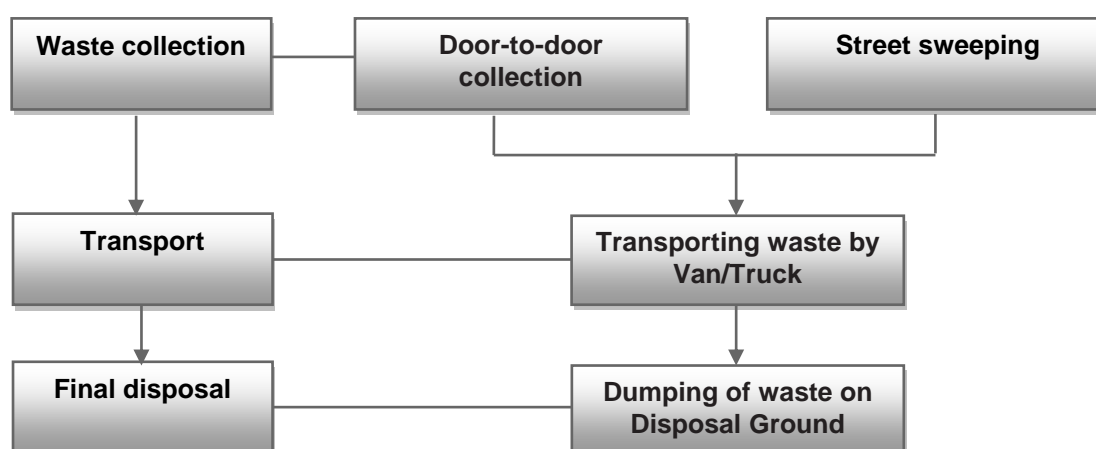 Waste collection
Door-to-door
collection
Street sweeping
Transport
Transporting waste by
Van/Truck
Final disposal
Dumping of waste on
Disposal Ground